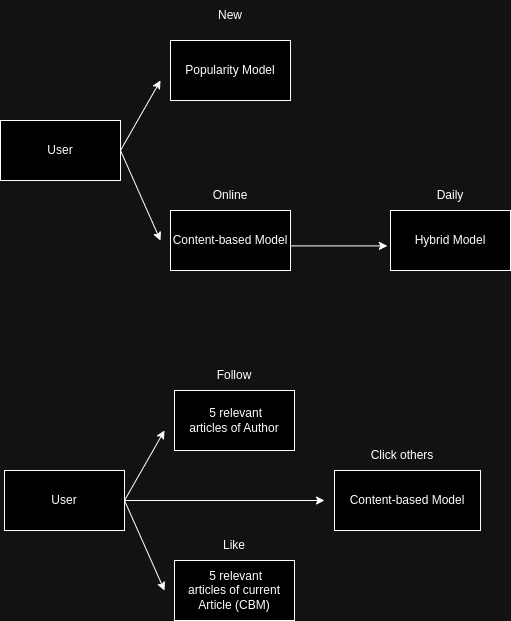 New
Popularity Model
User
Online
Daily
Content-based Model
Hybrid Model
Follow
5 relevant
articles of Author
Click others
User
Content-based Model
Like
5 relevant
articles of current
Article (CBM)